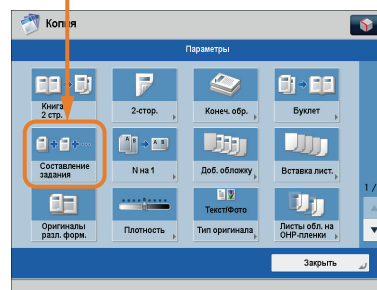 Копия
Параметры
Книга
2 стр.
2-стор.
Конеч. обр.
Буклет
Составление
задания
N на 1
Доб. обложку
Вставка лист.
1/
Оригиналы
разл. форм.
Плотность
Текст/Фото
Тип оригинала
Листы обл. на
OHP-пленки
Закрыть